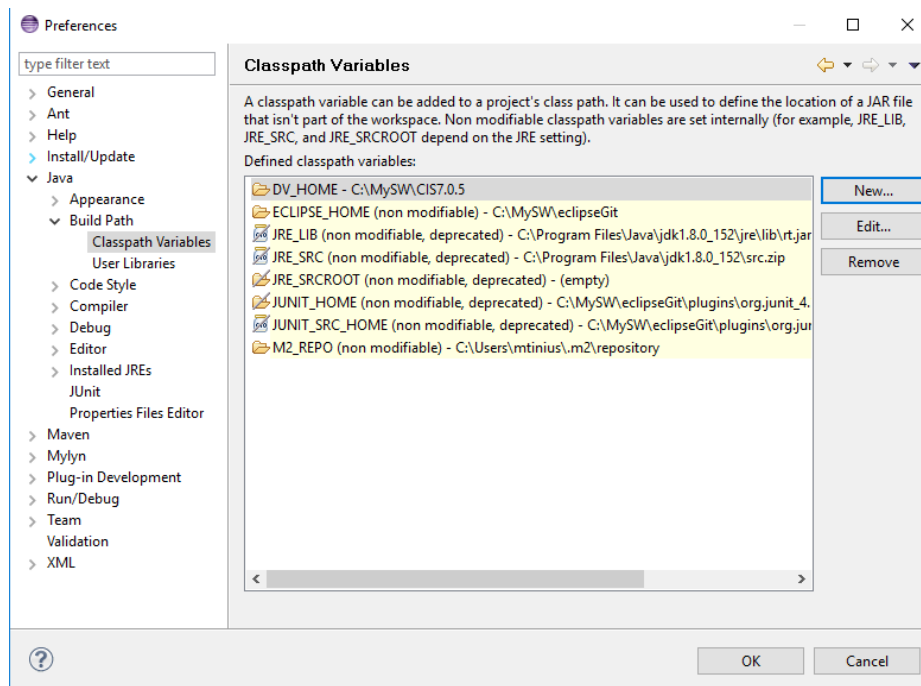 Preferences
type filter text
General
Ant
Help
Install/Update
Java
Appearance
Build Path
Classpath Variables
User Libraries
Code Style
Compiler
Debug
Editor
Installed JREs
JUnit
Properties Files Editor
Maven
Mylyn
Plug-in Development
Run/Debug
Team
Validation
XML
Classpath Variables
A classpath variable can be added to a project's class path. It can be used to define the location of a JAR file
that isn't part of the workspace. Non modifiable classpath variables are set internally (for example, JRE_LIB,
JRE_SRC, and JRE_SRCROOT depend on the JRE setting).
Defined classpath variables:
DV_HOME - C:\MySW\CIS7.0.5
ECLIPSE_HOME (non modifiable) - C:\MySW\eclipseGit
JRE_LIB (non modifiable, deprecated) - C:\Program Files\Java\jdk1.8.0_152\jre\lib\rt.jar
JRE_SRC (non modifiable, deprecated) - C:\Program Files\Java\jdk1.8.0_152\src.zip
JRE_SRCROOT (non modifiable, deprecated) - (empty)
JUNIT_HOME (non modifiable, deprecated) - C:\MySW\eclipseGit\plugins\org.junit_4.
JUNIT_SRC_HOME (non modifiable, deprecated) - C:\MySW\eclipseGit\plugins\org.jur
M2_REPO (non modifiable) - C:\Users\mtinius\.m2\repository
New...
Edit...
Remove
OK
Cancel